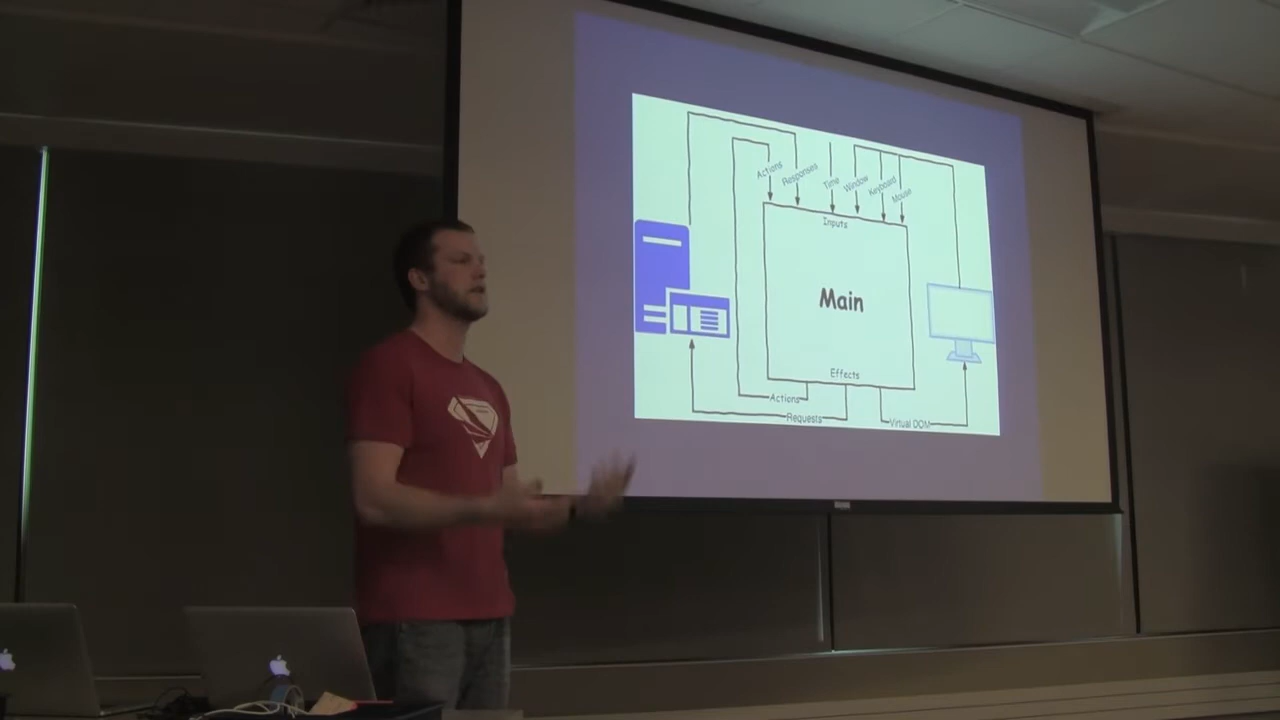 Actions
Responses
Time
Window
Keyboard
Mouse
Inputs
Main
Effects
Actions
Requests
Virtual DOM